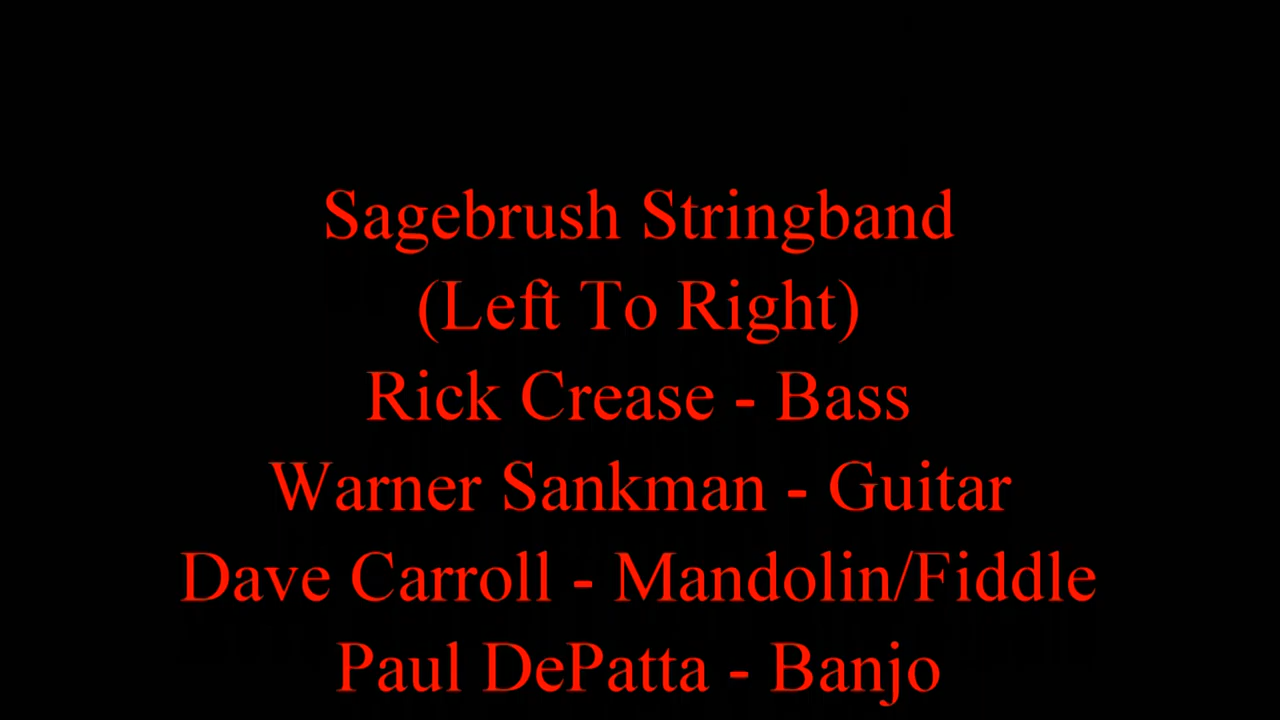 Sagebrush Stringband
(Left To Right)
Rick Crease - Bass
Warner Sankman - Guitar
Dave Carroll - Mandolin/Fiddle
Paul DePatta - Banjo